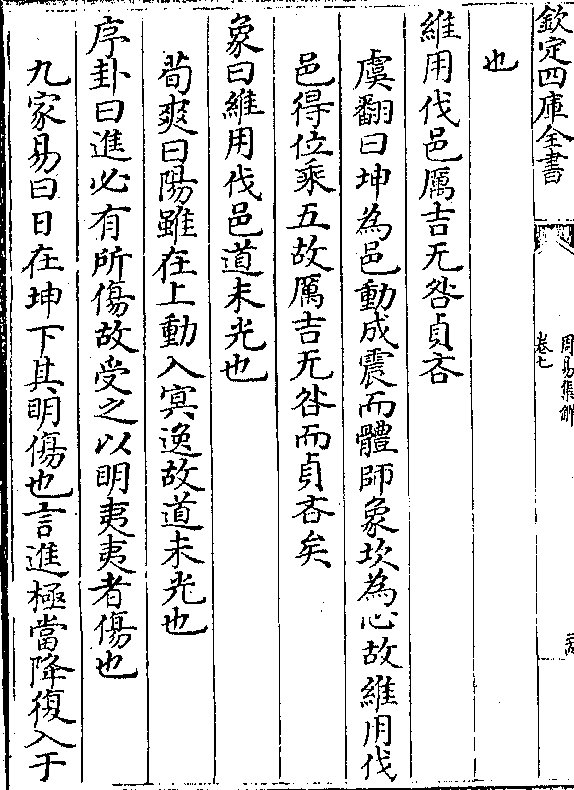 欽定四庫全書
周易集解
卷七
也
維用伐邑厲吉无咎貞吝
虞翻曰坤為邑動成震而體師象坎為心故維用伐
邑得位乘五故厲吉无咎而貞吝矣
象曰維用伐邑道未光也
荀爽曰陽雖在上動入冥逸故道未光也
序卦曰進必有所傷故受之以明夷夷者傷也
九家易曰日在坤下其明傷也言進極當降復入于